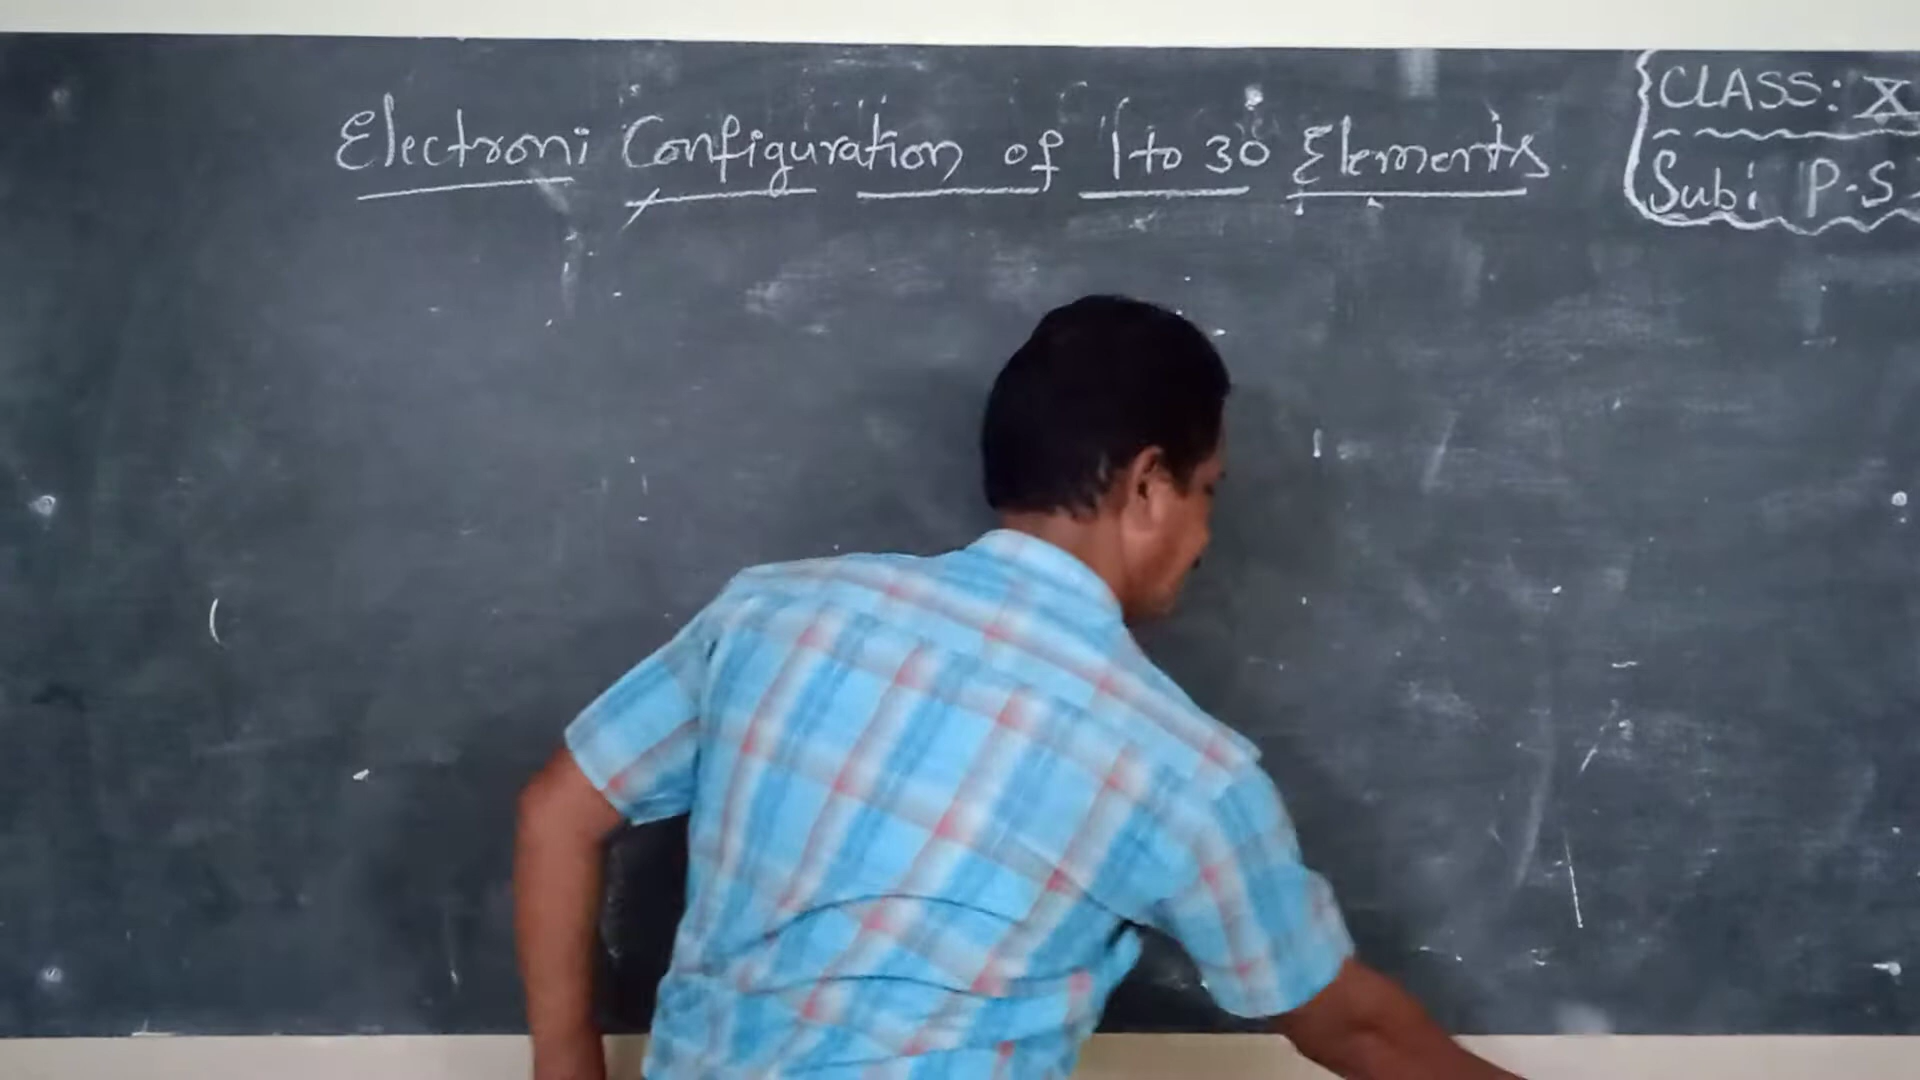 Electroni Configuration of 1 to 30 Elements
CLASS: X
Sub: P.S